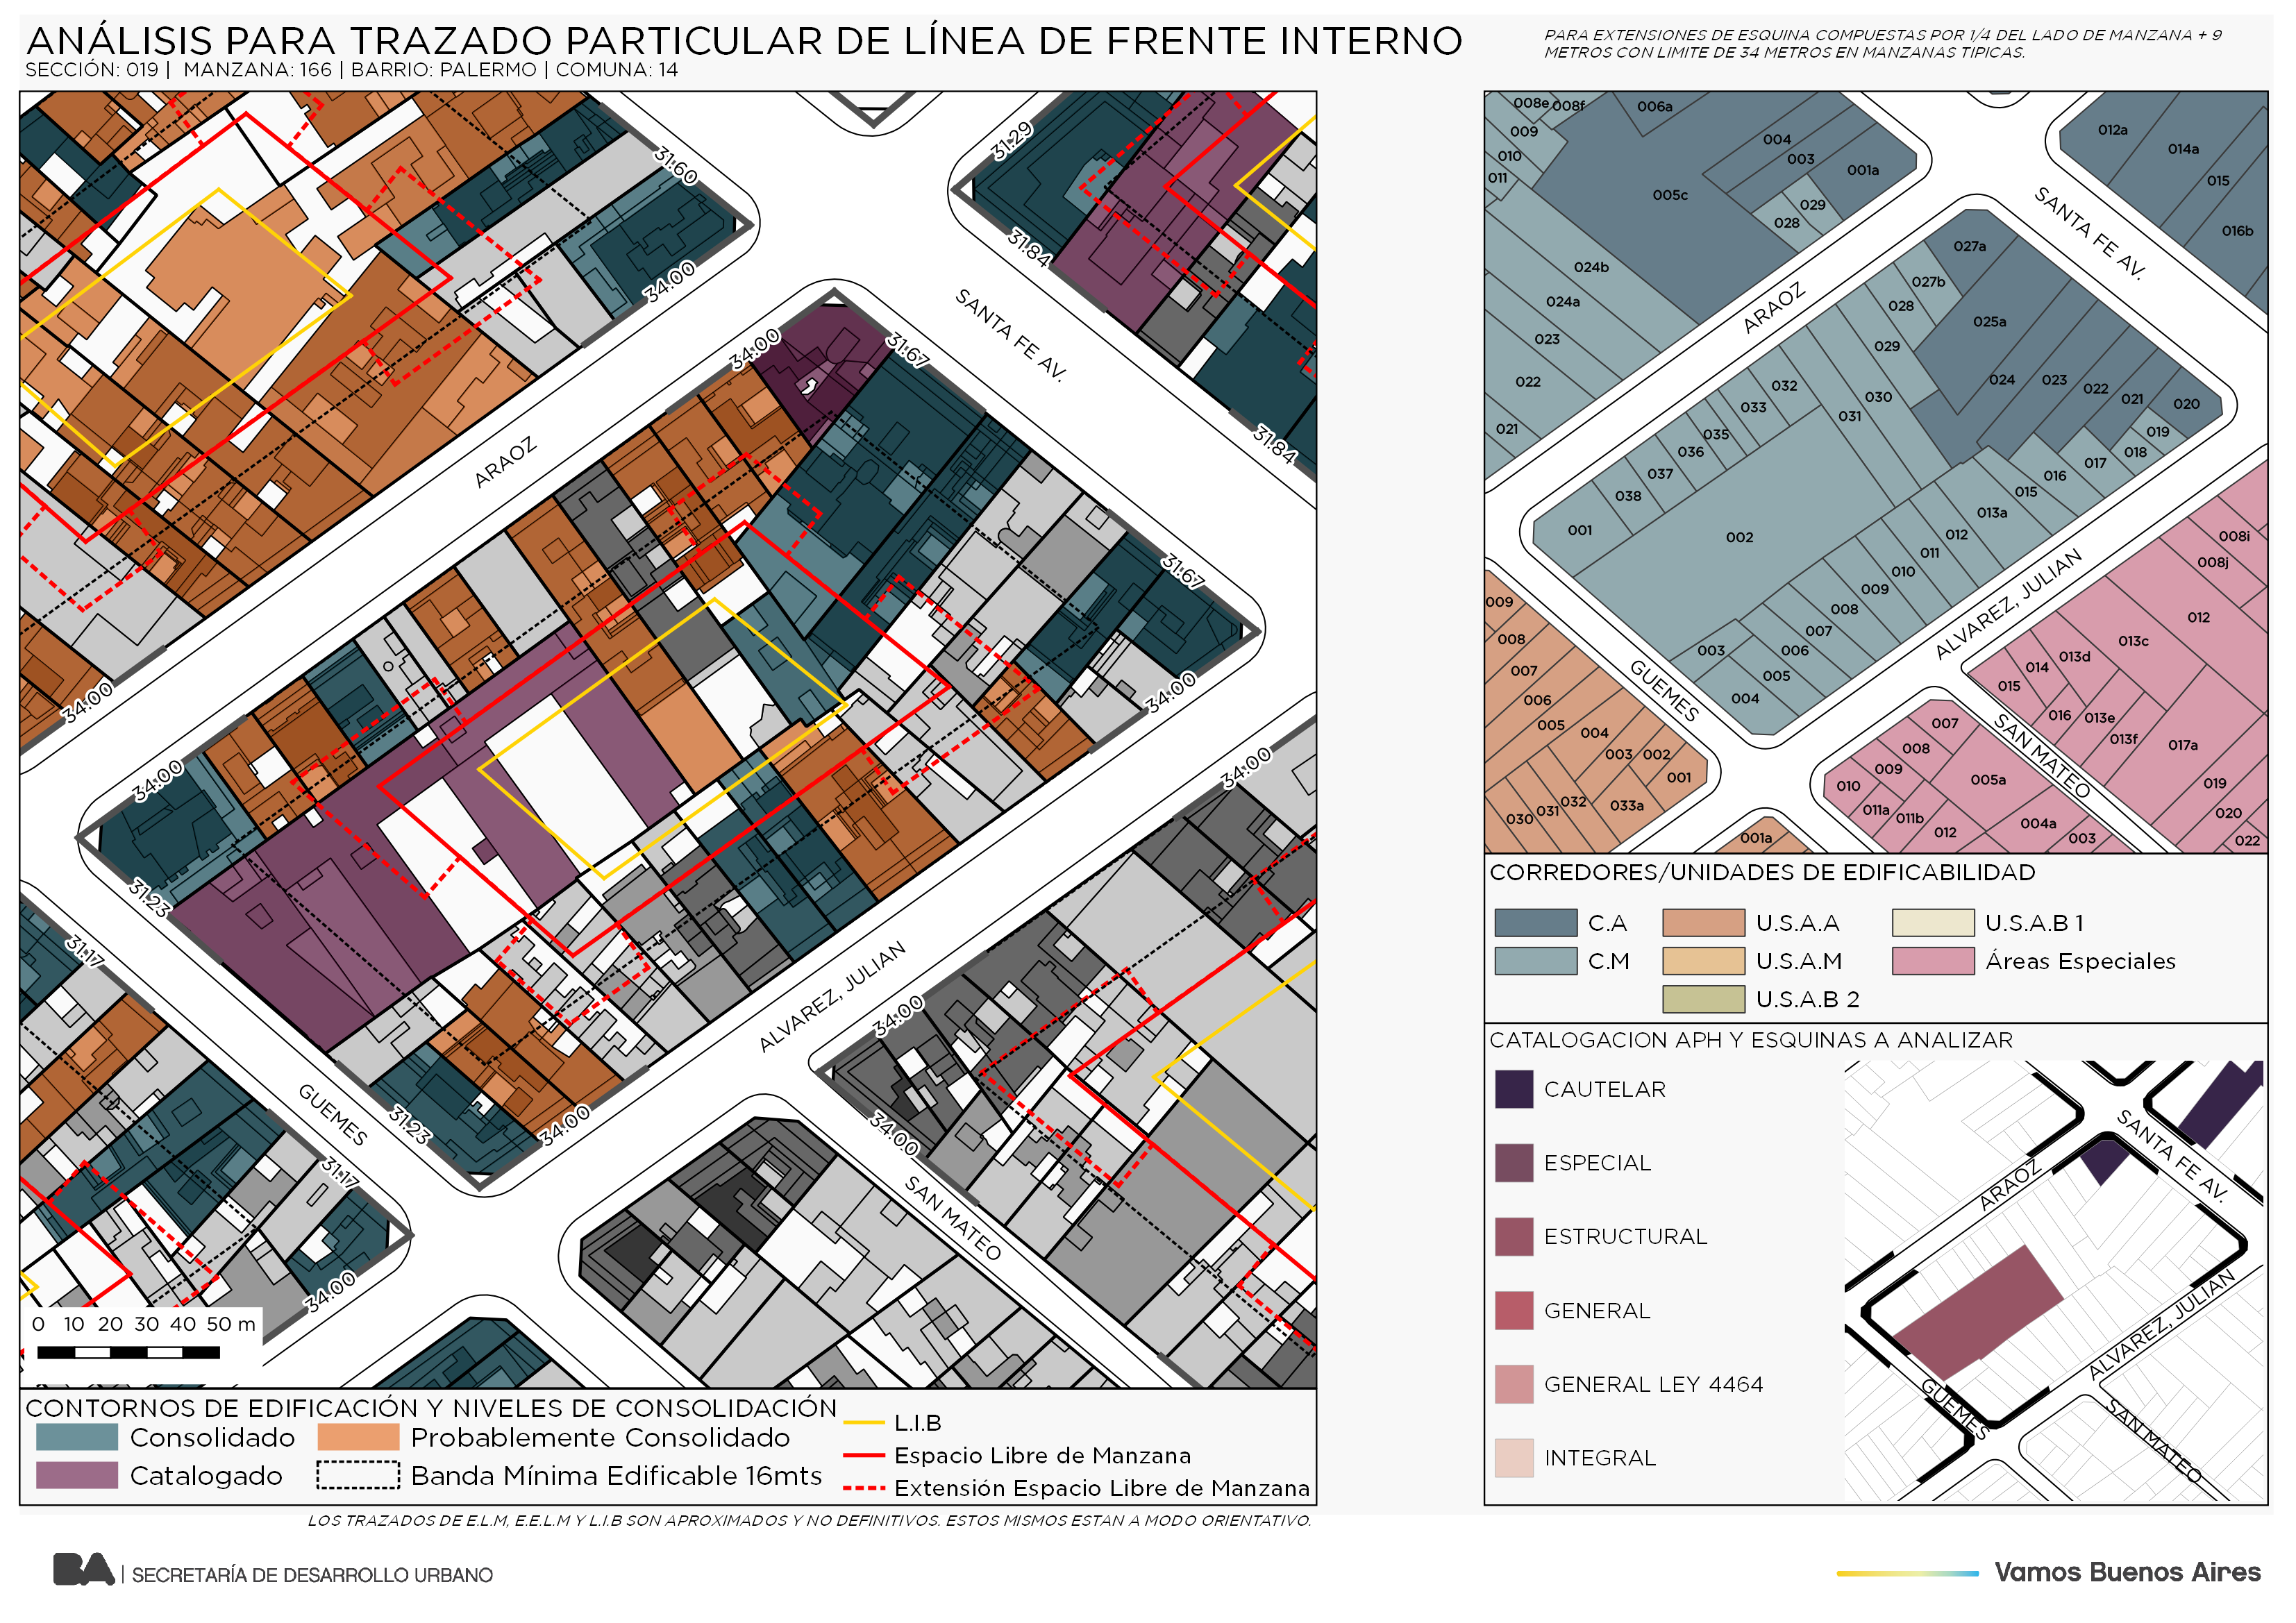 ANÁLISIS PARA TRAZADO PARTICULAR DE LÍNEA DE FRENTE INTERNO
SECCIÓN: 019 | MANZANA: 166 | BARRIO: PALERMO | COMUNA: 14
PARA EXTENSIONES DE ESQUINA COMPUESTAS POR 1/4 DEL LADO DE MANZANA + 9
METROS CON LIMITE DE 34 METROS EN MANZANAS TIPICAS.
31.60
31.29
34.00
31.84
SANTA FE AV.
34.00
31.67
31.84
ARAOZ
31.67
34.00
34.00
34.00
34.00
31.23
31.17
34.00
ALVAREZ, JULIAN
34.00
GUEMES
31.23
34.00
31.17
SAN MATEO
34.00
0 10 20 30 40 50 m
CONTORNOS DE EDIFICACIÓN Y NIVELES DE CONSOLIDACIÓN
Consolidado
Probablemente Consolidado
Catalogado
Banda Mínima Edificable 16mts
L.I.B
Espacio Libre de Manzana
Extensión Espacio Libre de Manzana
LOS TRAZADOS DE E.L.M, E.E.L.M Y L.I.B SON APROXIMADOS Y NO DEFINITIVOS. ESTOS MISMOS ESTAN A MODO ORIENTATIVO.
008e
008f
006a
009
010
011
004
003
001a
005c
029
028
012a
014a
015
016b
SANTA FE AV.
024b
024a
023
022
021
ARAOZ
027a
027b
028
029
025a
030
031
024
023
022
021
020
019
018
017
016
015
013a
012
011
010
009
008
007
006
005
004
003
002
001
038
037
036
035
033
032
ALVAREZ, JULIAN
GUEMES
SAN MATEO
009
008
007
006
005
004
003
002
001
033a
032
031
030
001a
008i
008j
012
013c
013d
014
015
016
013e
013f
017a
019
020
022
007
008
009
010
011a
011b
012
005a
004a
003
CORREDORES/UNIDADES DE EDIFICABILIDAD
C.A
U.S.A.A
U.S.A.B 1
C.M
U.S.A.M
Áreas Especiales
U.S.A.B 2
CATALOGACION APH Y ESQUINAS A ANALIZAR
CAUTELAR
ESPECIAL
ESTRUCTURAL
GENERAL
GENERAL LEY 4464
INTEGRAL
SANTA FE AV.
ARAOZ
ALVAREZ, JULIAN
GUEMES
SAN MATEO
BA | SECRETARÍA DE DESARROLLO URBANO
Vamos Buenos Aires